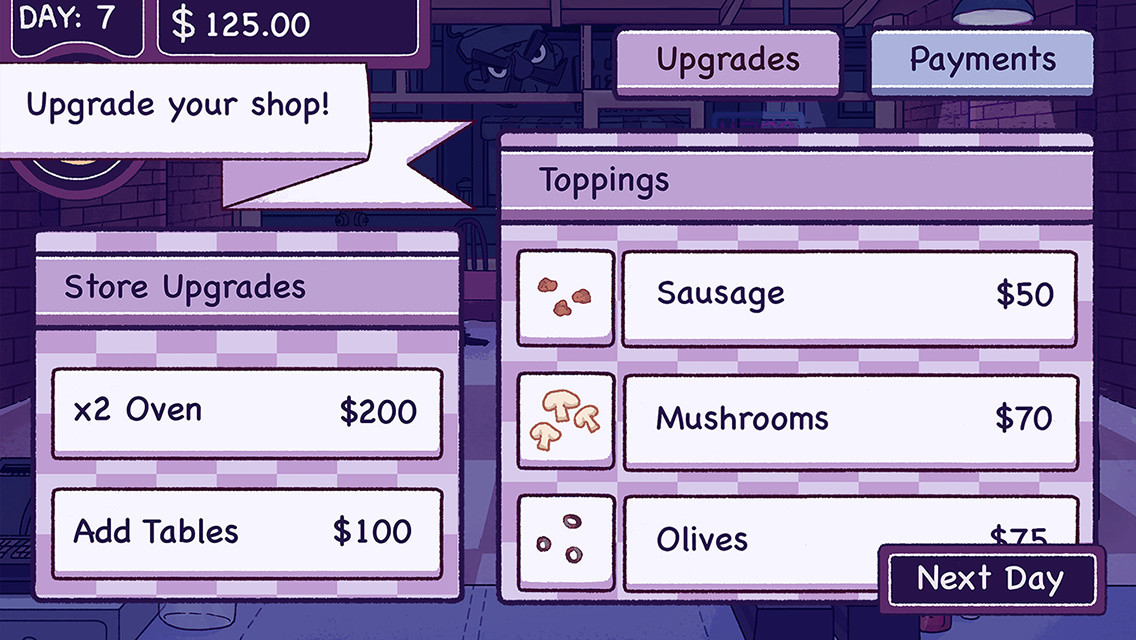 DAY: 7
$ 125.00
Upgrades
Payments
Upgrade your shop!
Toppings
Sausage $50
Mushrooms $70
Olives $75
Store Upgrades
x2 Oven $200
Add Tables $100
Next Day